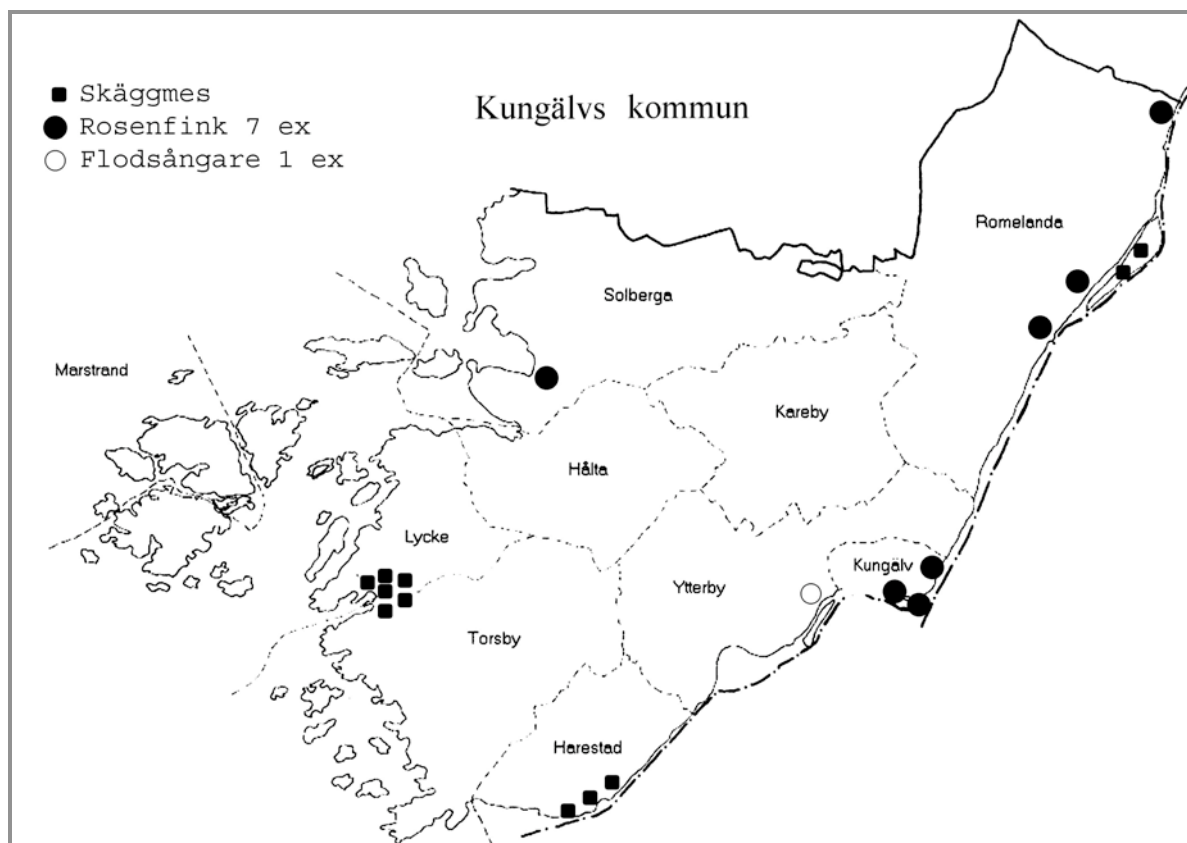 Skäggmes
Rosenfink 7 ex
Flodsångare 1 ex
Kungälvs kommun
Romelanda
Solberga
Marstrand
Kareby
Hålta
Lycke
Kungälv
Ytterby
Torsby
Harestad